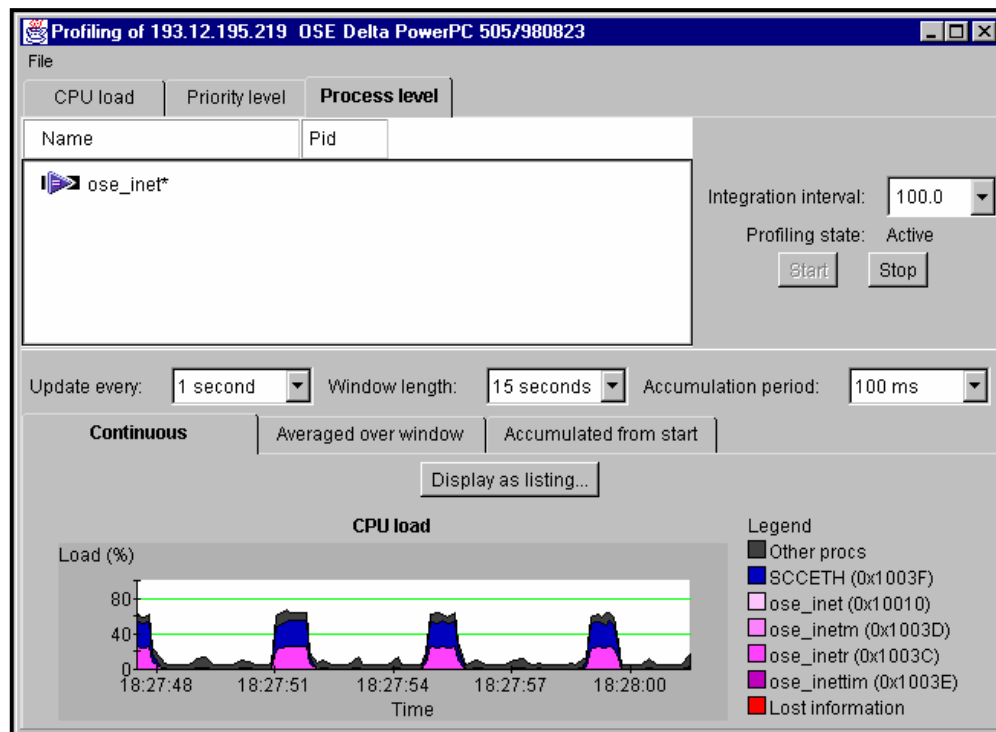 Profiling of 193.12.195.219 OSE Delta PowerPC 505/980823
File
CPU load Priority level Process level
Name Pid
ose_inet*
Integration interval: 100.0
Profiling state: Active
Start Stop
Update every: 1 second Window length: 15 seconds Accumulation period: 100 ms
Continuous Averaged over window Accumulated from start
Display as listing...
CPU load
Load (%)
80
40
0
18:27:48 18:27:51 18:27:54 18:27:57 18:28:00
Time
Legend
Other procs
SCCETH (0x1003F)
ose_inet (0x10010)
ose_inetm (0x1003D)
ose_inetr (0x1003C)
ose_inettim (0x1003E)
Lost information